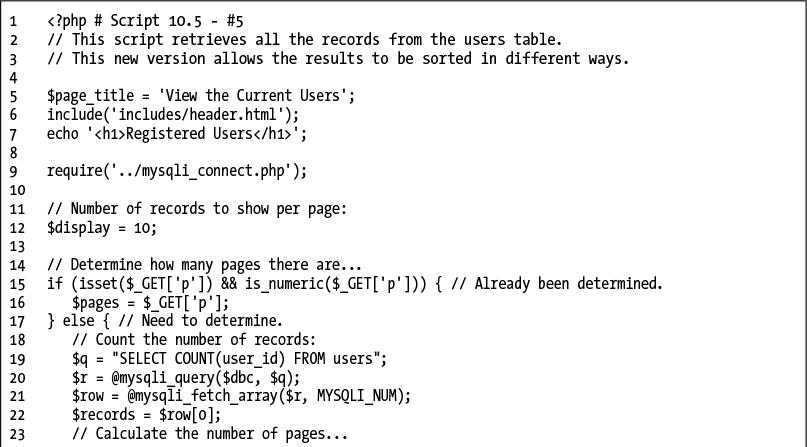 1 <?php # Script 10.5 - #5
2 // This script retrieves all the records from the users table.
3 // This new version allows the results to be sorted in different ways.
4
5 $page_title = 'View the Current Users';
6 include('includes/header.html');
7 echo '<h1>Registered Users</h1>';
8
9 require('../mysqli_connect.php');
10
11 // Number of records to show per page:
12 $display = 10;
13
14 // Determine how many pages there are...
15 if (isset($_GET['p']) && is_numeric($_GET['p'])) { // Already been determined.
16 $pages = $_GET['p'];
17 } else { // Need to determine.
18 // Count the number of records:
19 $q = "SELECT COUNT(user_id) FROM users";
20 $r = @mysqli_query($dbc, $q);
21 $row = @mysqli_fetch_array($r, MYSQLI_NUM);
22 $records = $row[0];
23 // Calculate the number of pages...